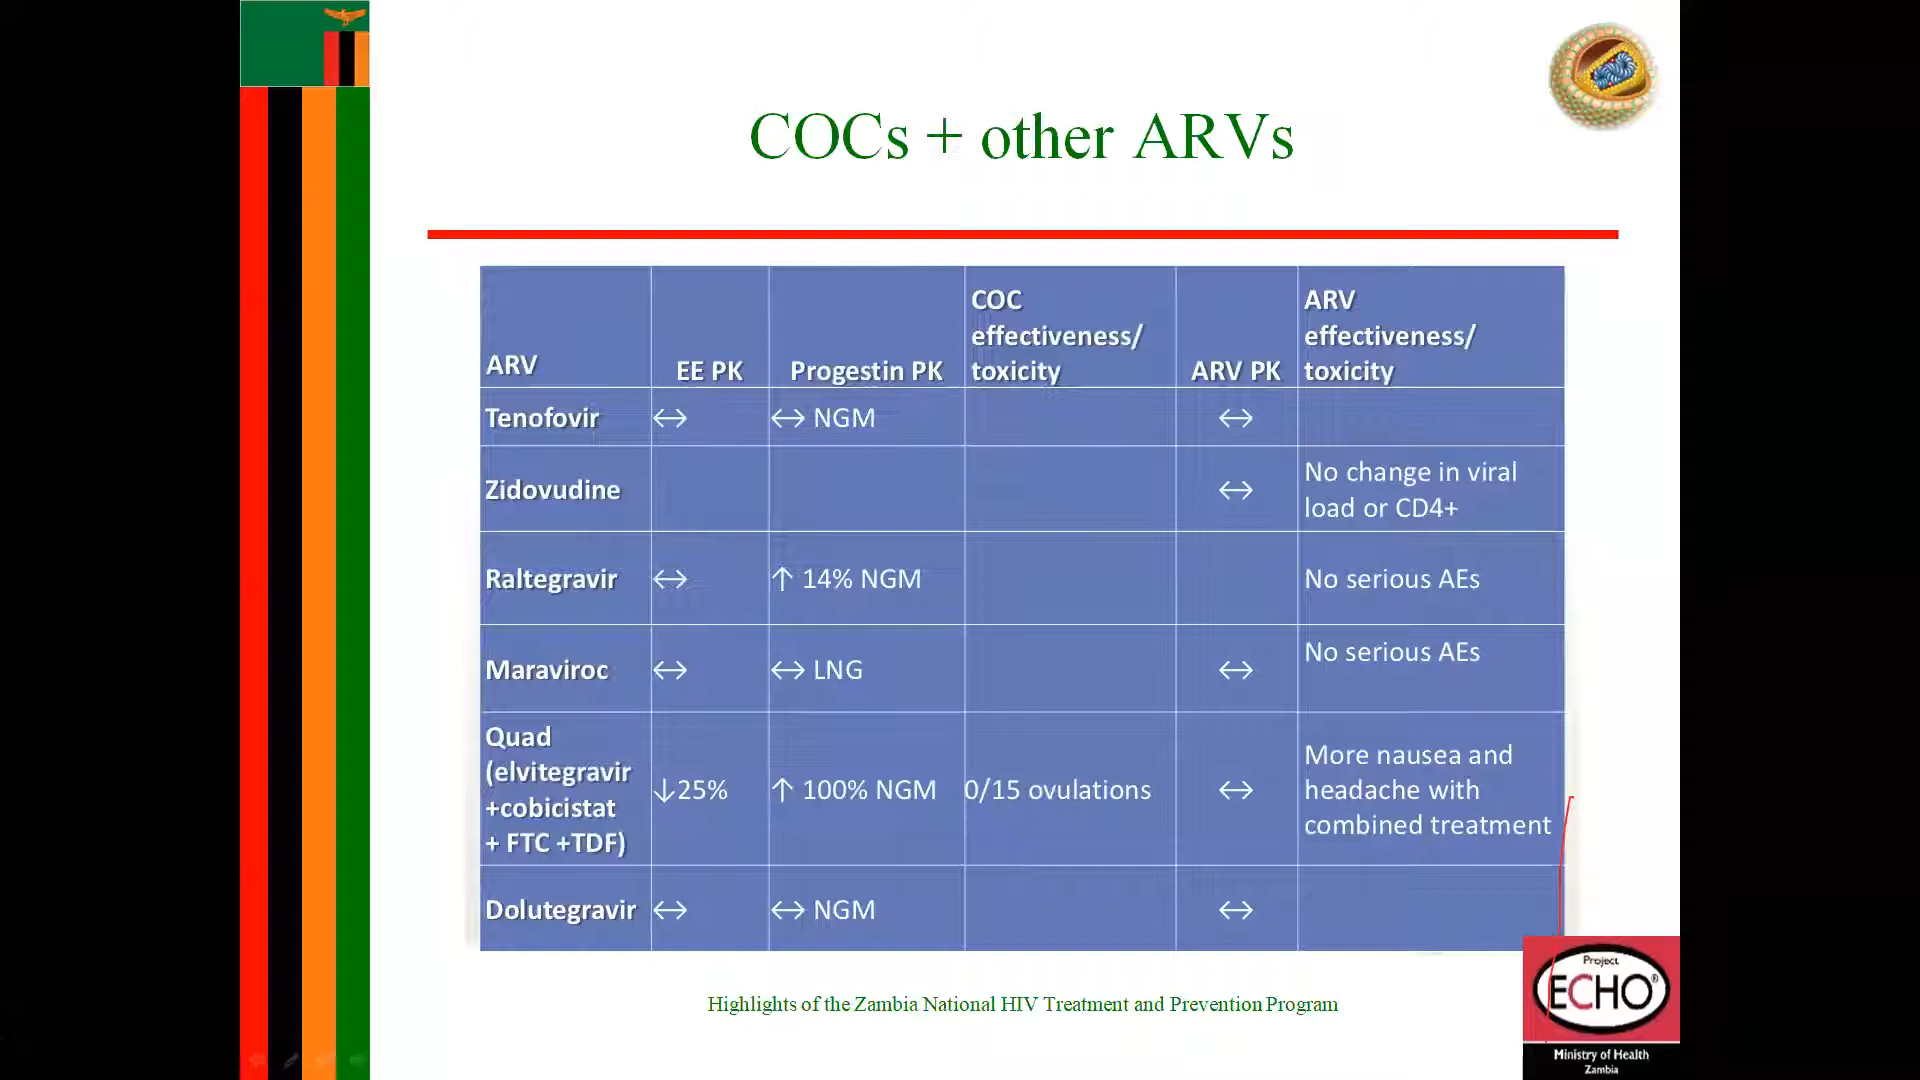 COCs + other ARVs
ARV
EE PK
Progestin PK
COC
effectiveness/
toxicity
ARV PK
ARV
effectiveness/
toxicity
Tenofovir ↔ ↔ NGM ↔
Zidovudine ↔
No change in viral
load or CD4+
Raltegravir ↔ ↑ 14% NGM No serious AEs
Maraviroc ↔ ↔ LNG ↔ No serious AEs
Quad
(elvitegravir
+cobicistat
+ FTC +TDF)
↓25% ↑ 100% NGM 0/15 ovulations ↔
More nausea and
headache with
combined treatment
Dolutegravir ↔ ↔ NGM ↔
Highlights of the Zambia National HIV Treatment and Prevention Program
Project
ECHO®
Ministry of Health
Zambia